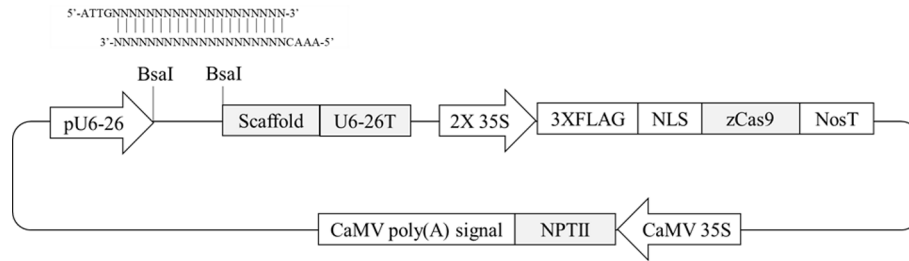 5'-ATTGNNNNNNNNNNNNNNNNNNNN-3'
3'-NNNNNNNNNNNNNNNNNNNNCAAA-5'
BsaI BsaI
pU6-26 Scaffold U6-26T 2X 35S 3XFLAG NLS zCas9 NosT
CaMV poly(A) signal NPTII CaMV 35S